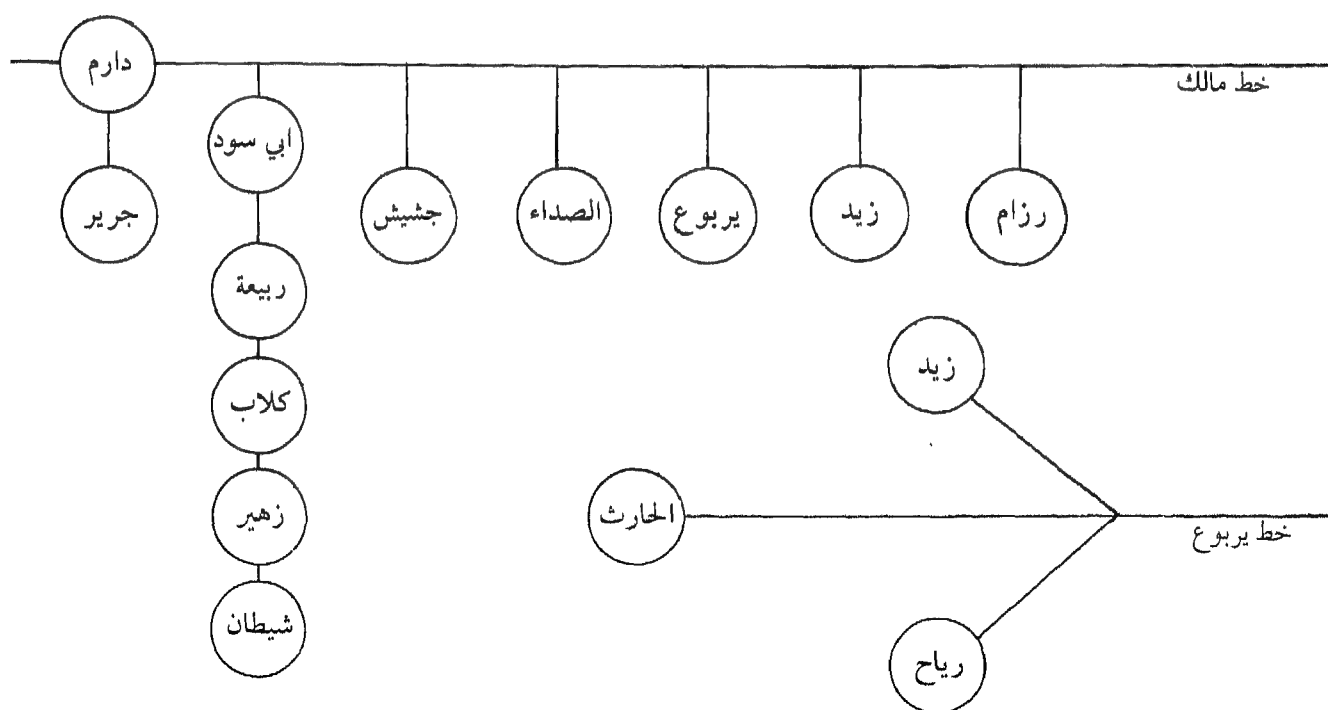 دارم
خط مالك
ابي سود
رزام
زيد
يربوع
الصداء
جشيش
جرير
ربيعة
زيد
كلاب
الحارث
زهير
خط يربوع
شيطان
رياح